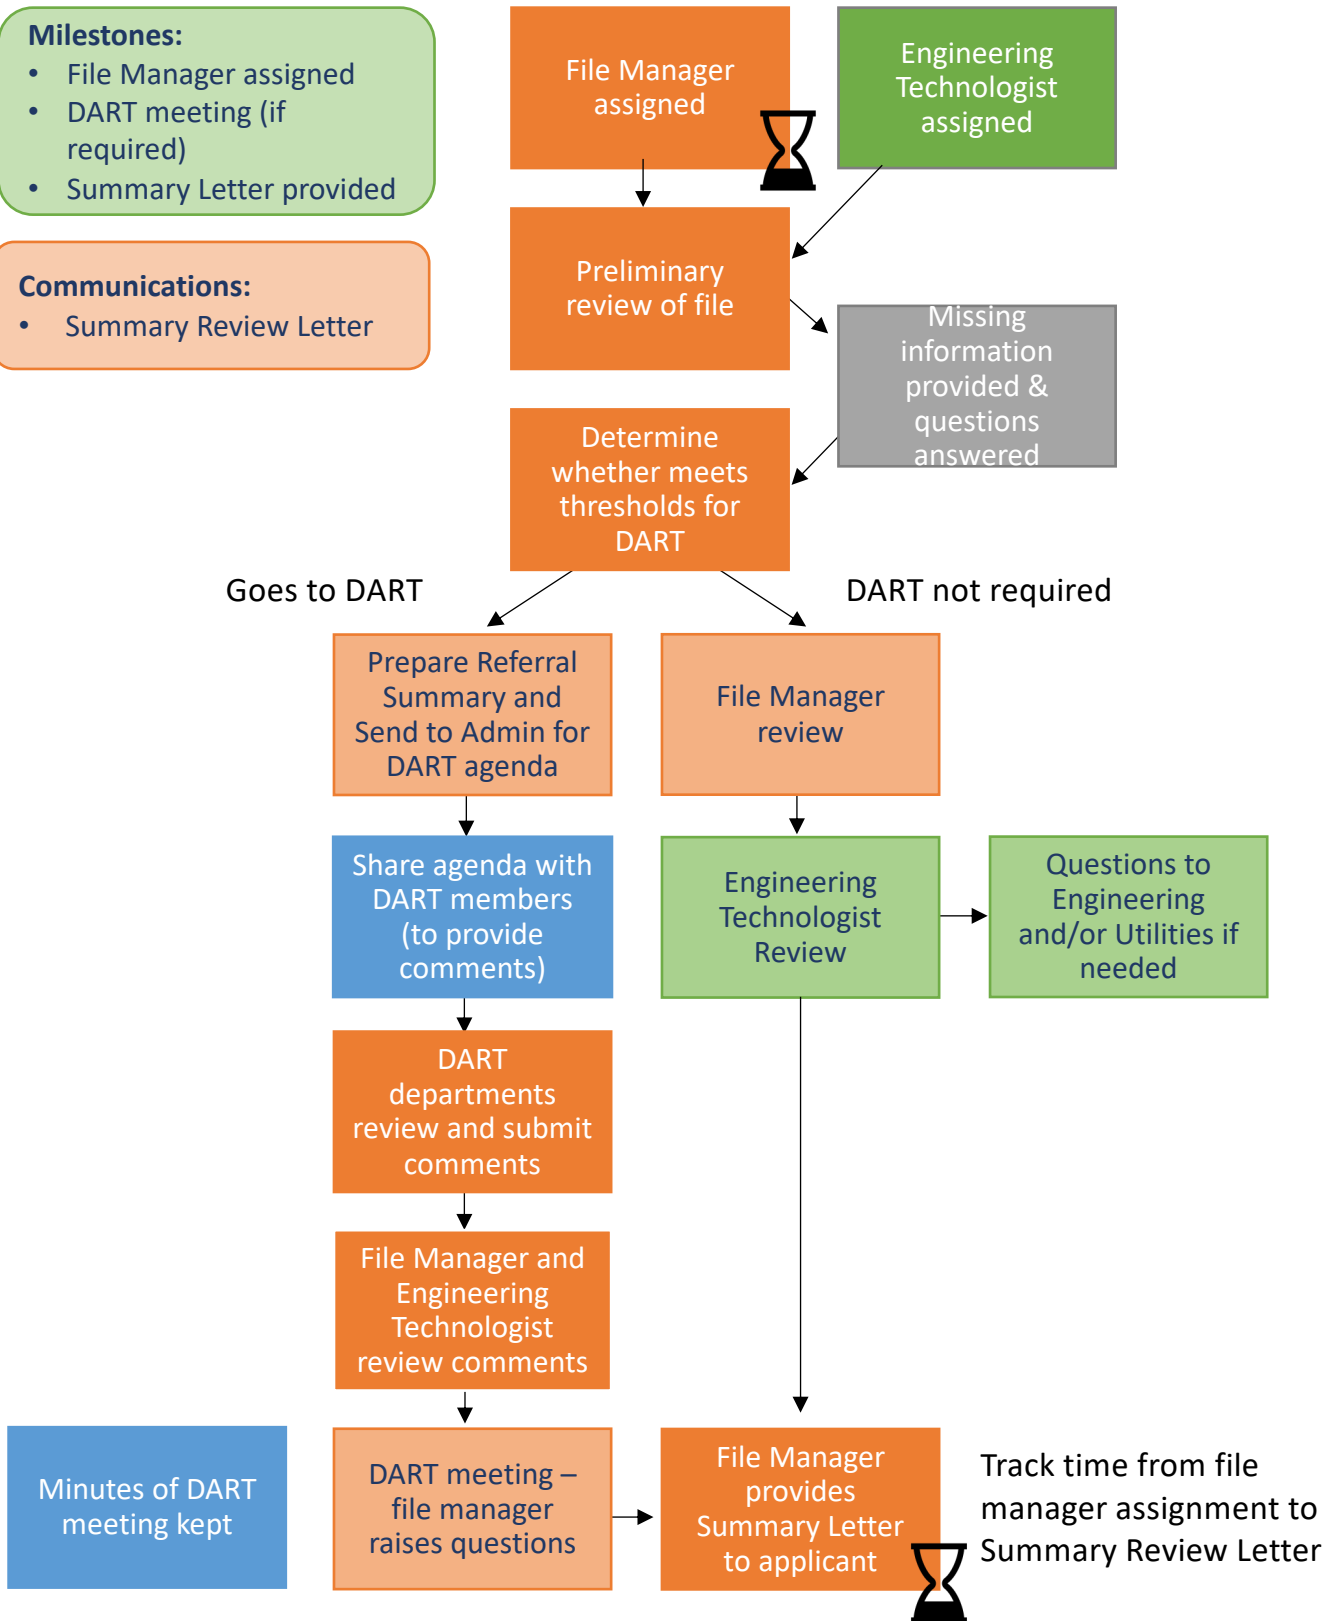 Milestones:
• File Manager assigned
• DART meeting (if
required)
• Summary Letter provided
Communications:
• Summary Review Letter
File Manager
assigned
Engineering
Technologist
assigned
Preliminary
review of file
Missing
information
provided &
questions
answered
Determine
whether meets
thresholds for
DART
Goes to DART
DART not required
Prepare Referral
Summary and
Send to Admin for
DART agenda
File Manager
review
Share agenda with
DART members
(to provide
comments)
Engineering
Technologist
Review
Questions to
Engineering
and/or Utilities if
needed
DART
departments
review and submit
comments
File Manager and
Engineering
Technologist
review comments
Minutes of DART
meeting kept
DART meeting –
file manager
raises questions
File Manager
provides
Summary Letter
to applicant
Track time from file
manager assignment to
Summary Review Letter